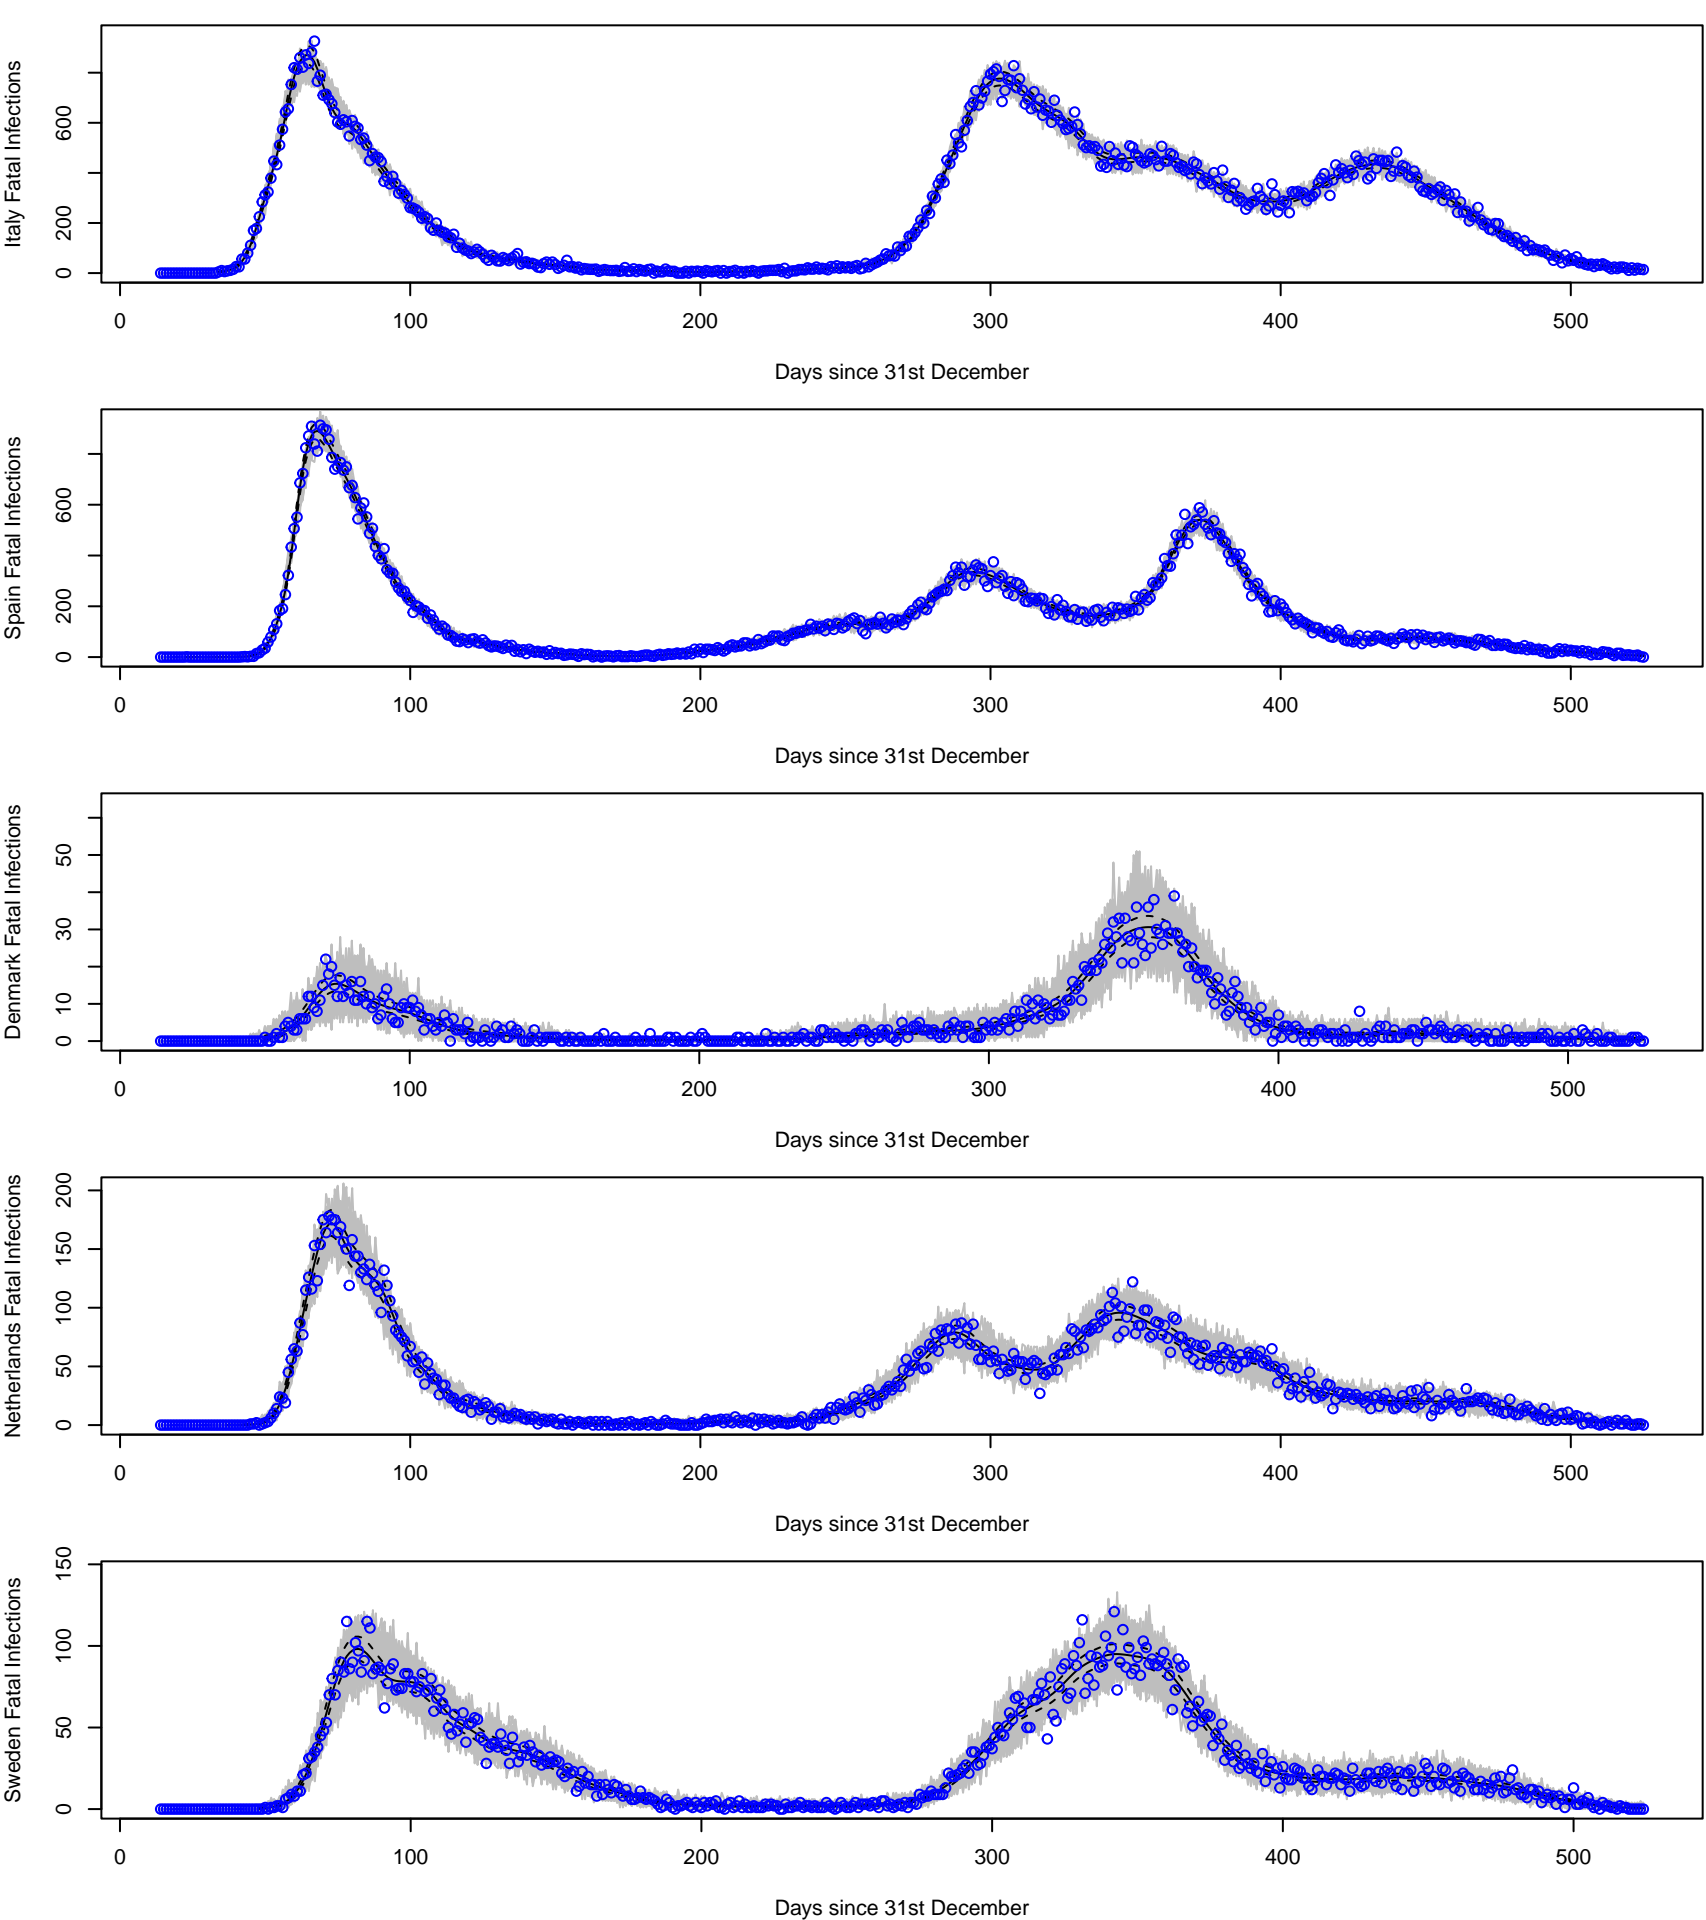 Italy Fatal Infections
0 200 600
0 100 200 300 400 500
Days since 31st December
Spain Fatal Infections
0 200 600
0 100 200 300 400 500
Days since 31st December
Denmark Fatal Infections
0 10 30 50
0 100 200 300 400 500
Days since 31st December
Netherlands Fatal Infections
0 50 100 150 200
0 100 200 300 400 500
Days since 31st December
Sweden Fatal Infections
0 50 100 150
0 100 200 300 400 500
Days since 31st December